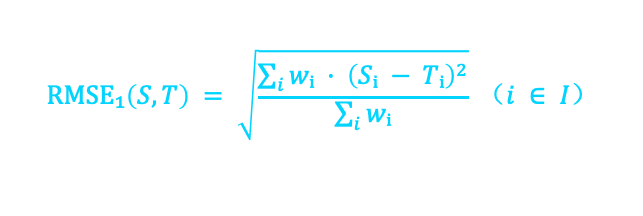 RMSE₁(S,T) = √(∑ᵢ wᵢ · (Sᵢ − Tᵢ)² / ∑ᵢ wᵢ) (i ∈ I)